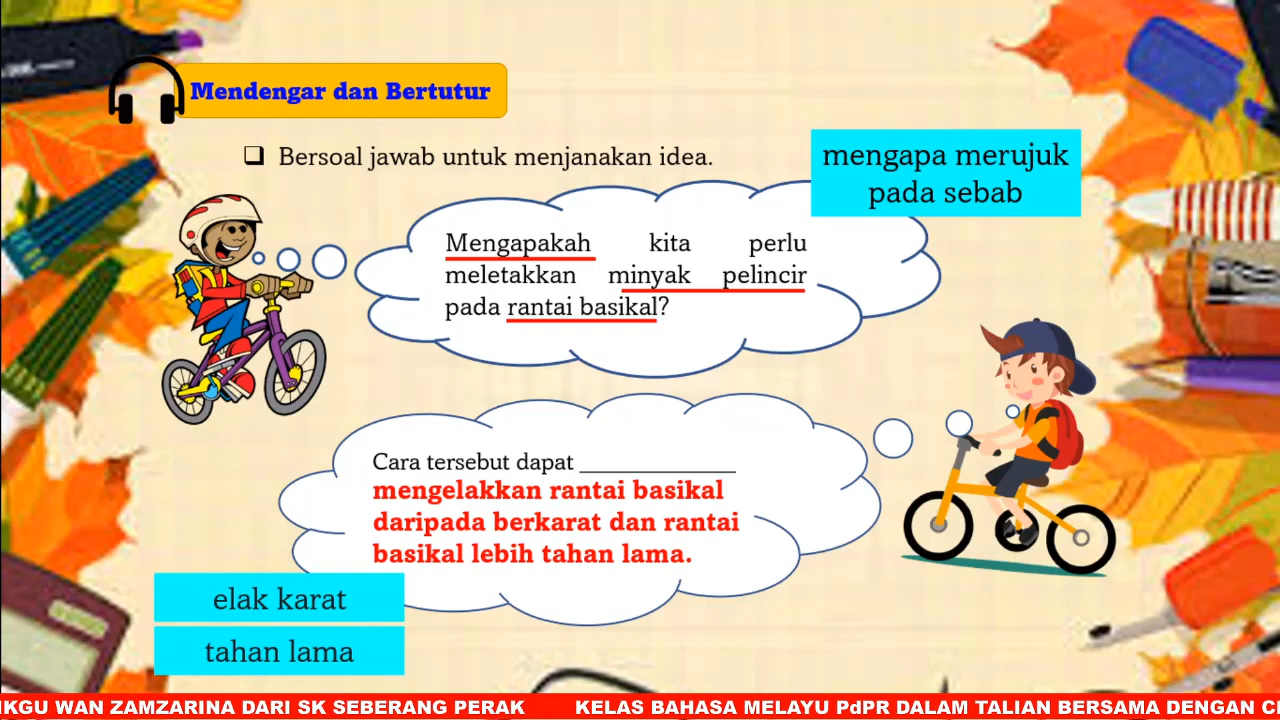 Mendengar dan Bertutur
Bersoal jawab untuk menjanakan idea.
mengapa merujuk
pada sebab
Mengapakah kita perlu
meletakkan minyak pelincir
pada rantai basikal?
Cara tersebut dapat _____________
mengelakkan rantai basikal
daripada berkarat dan rantai
basikal lebih tahan lama.
elak karat
tahan lama
WAN ZAMZARINA DARI SK SEBERANG PERAK KELAS BAHASA MELAYU PdPR DALAM TALIAN BERSAMA DENGAN